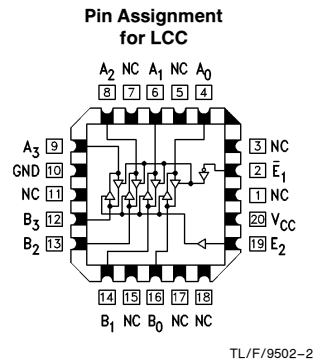 Pin Assignment
for LCC
A2 NC A1 NC A0
8 7 6 5 4
A3 9
GND 10
NC 11
B3 12
B2 13
3 NC
2 Ē1
1 NC
20 VCC
19 E2
14 15 16 17 18
B1 NC B0 NC NC
TL/F/9502–2